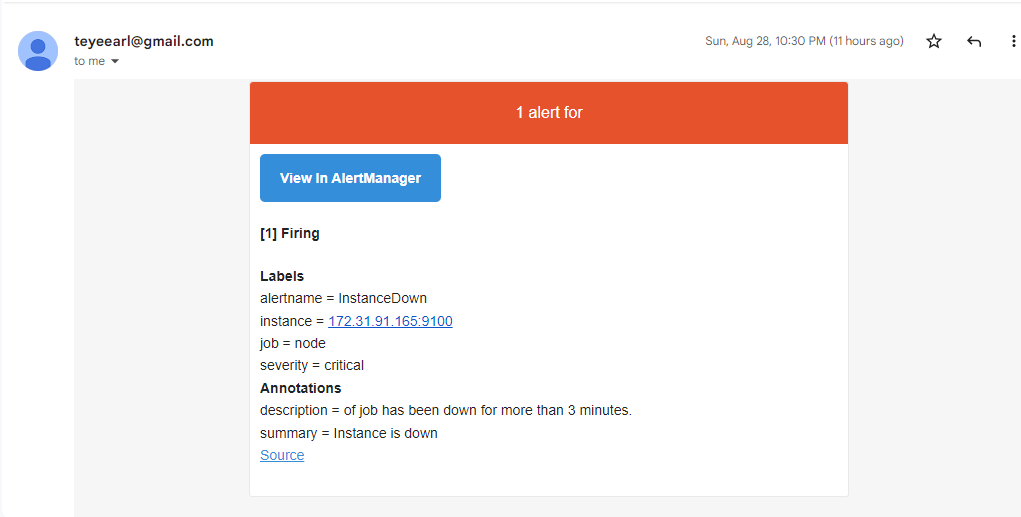 teyeearl@gmail.com
Sun, Aug 28, 10:30 PM (11 hours ago)
to me
1 alert for
View In AlertManager
[1] Firing
Labels
alertname = InstanceDown
instance = 172.31.91.165:9100
job = node
severity = critical
Annotations
description = of job has been down for more than 3 minutes.
summary = Instance is down
Source